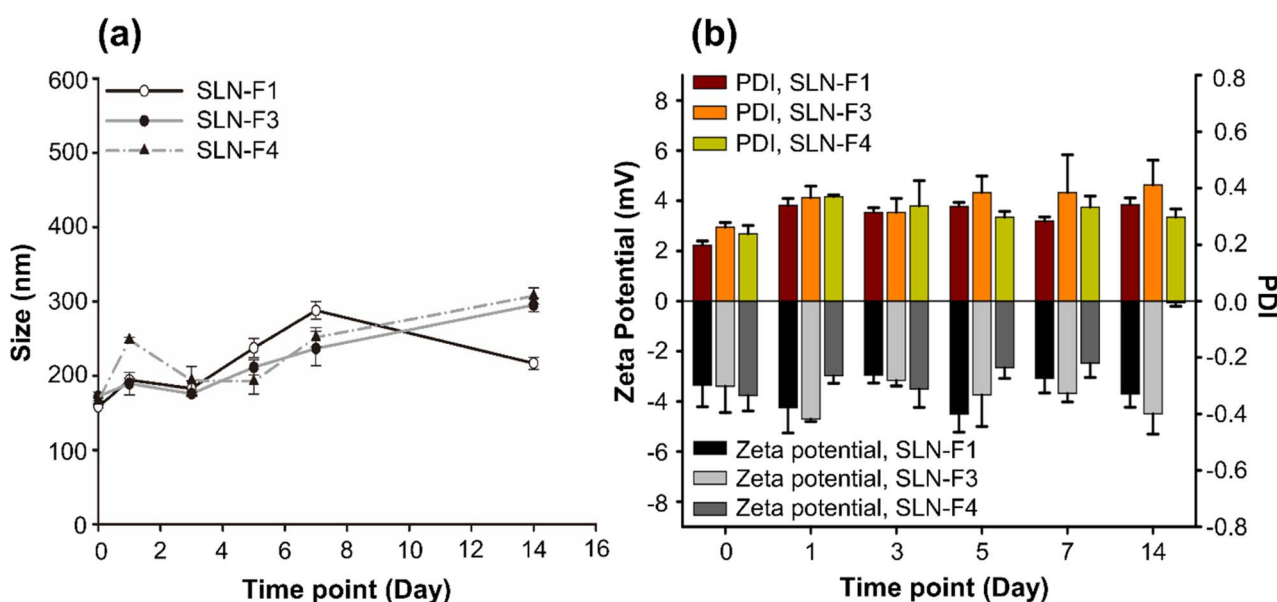 (a)
600
500
400
300
200
100
0
Size (nm)
SLN-F1
SLN-F3
SLN-F4
0 2 4 6 8 10 12 14 16
Time point (Day)
(b)
8
6
4
2
0
-2
-4
-6
-8
Zeta Potential (mV)
PDI, SLN-F1
PDI, SLN-F3
PDI, SLN-F4
Zeta potential, SLN-F1
Zeta potential, SLN-F3
Zeta potential, SLN-F4
0.8
0.6
0.4
0.2
0.0
-0.2
-0.4
-0.6
-0.8
PDI
0 1 3 5 7 14
Time point (Day)